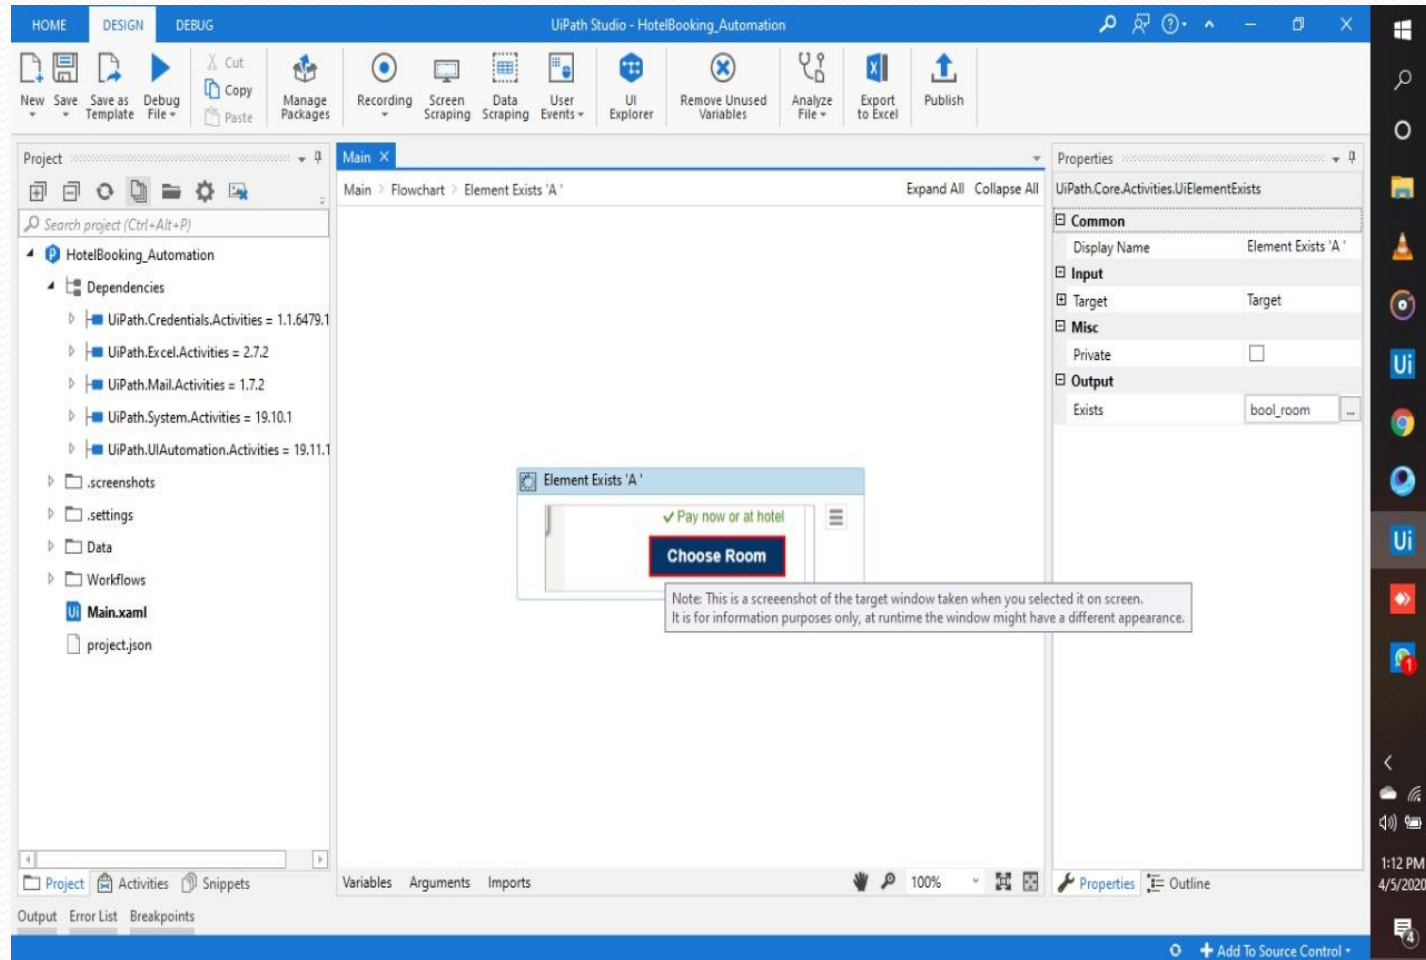 HOME DESIGN DEBUG UiPath Studio - HotelBooking_Automation
New Save Save as Template Debug File Cut Copy Paste Manage Packages Recording Screen Scraping Data Scraping User Events UI Explorer Remove Unused Variables Analyze File Export to Excel Publish
Project
Search project (Ctrl+Alt+P)
HotelBooking_Automation
Dependencies
UiPath.Credentials.Activities = 1.1.6479.1
UiPath.Excel.Activities = 2.7.2
UiPath.Mail.Activities = 1.7.2
UiPath.System.Activities = 19.10.1
UiPath.UIAutomation.Activities = 19.11.1
.screenshots
.settings
Data
Workflows
Main.xaml
project.json
Project Activities Snippets
Output Error List Breakpoints
Main
Main > Flowchart > Element Exists 'A ' Expand All Collapse All
Element Exists 'A '
Pay now or at hotel
Choose Room
Note: This is a screeenshot of the target window taken when you selected it on screen.
It is for information purposes only, at runtime the window might have a different appearance.
Variables Arguments Imports 100%
Properties
UiPath.Core.Activities.UiElementExists
Common
Display Name Element Exists 'A '
Input
Target Target
Misc
Private
Output
Exists bool_room ...
Properties Outline
Add To Source Control
Ui
Ui
1
1:12 PM
4/5/2020
4